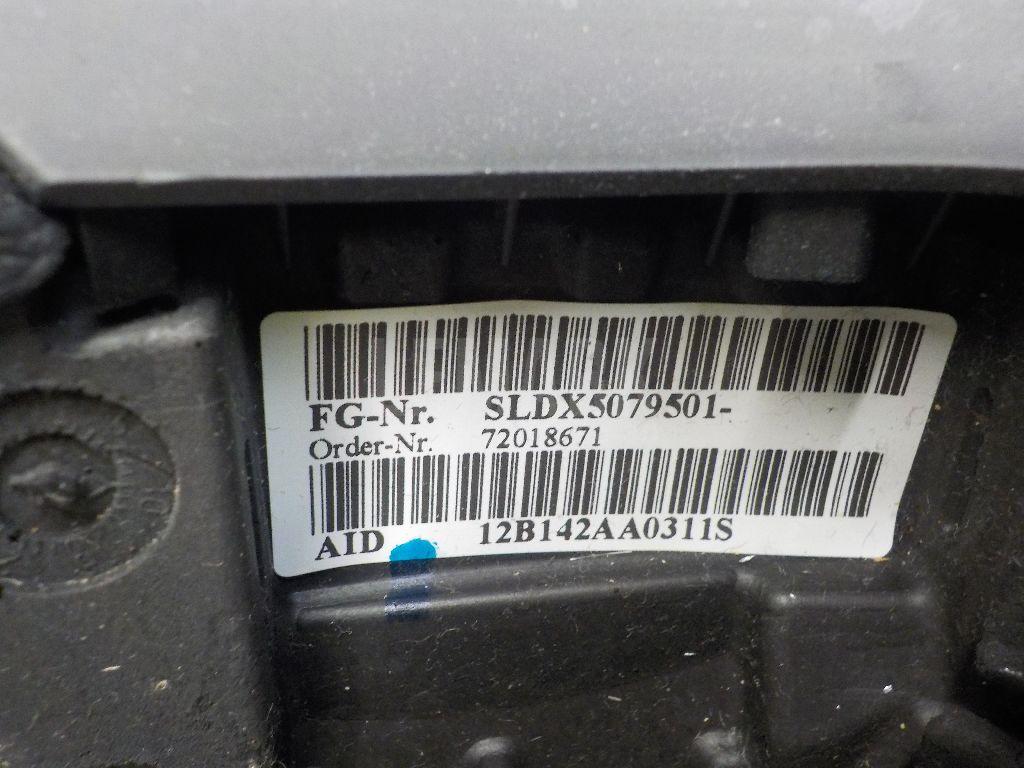 FG-Nr. SLDX5079501-
Order-Nr. 72018671
AID 12B142AA0311S